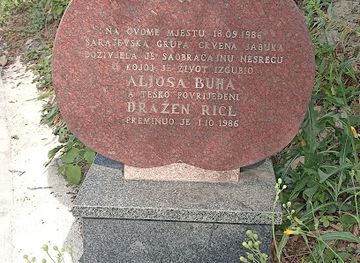 NA OVOME MJESTU 18.09.1986
SARAJEVSKA GRUPA CRVENA JABUKA
DOŽIVJELA JE SAOBRAĆAJNU NESREĆU
U KOJOJ JE ŽIVOT IZGUBIO
ALJOŠA BUHA
A TEŠKO POVRIJEĐENI
DRAŽEN RIČL
PREMINUO JE 1.10.1986